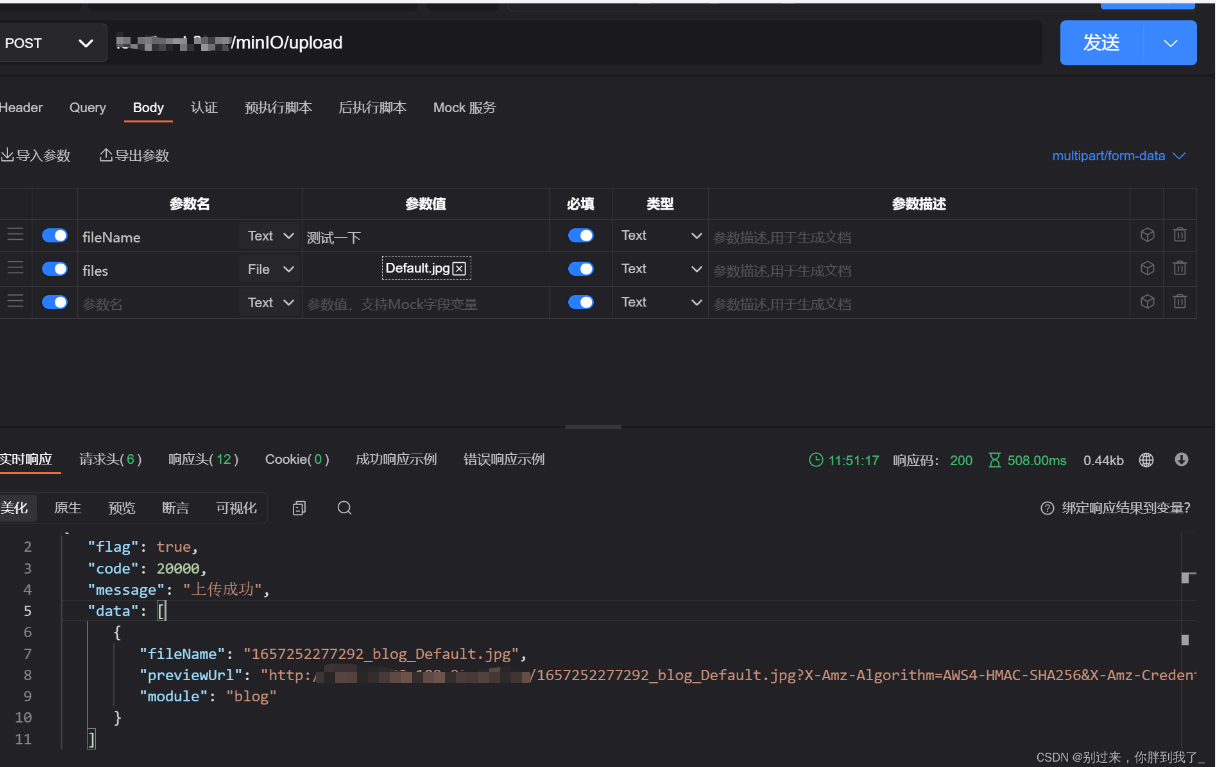 POST /minIO/upload 发送
Header Query Body 认证 预执行脚本 后执行脚本 Mock 服务
导入参数 导出参数 multipart/form-data
参数名 参数值 必填 类型 参数描述
fileName Text 测试一下 Text 参数描述,用于生成文档
files File Default.jpg Text 参数描述,用于生成文档
参数名 Text 参数值，支持Mock字段变量 Text 参数描述,用于生成文档
实时响应 请求头(6) 响应头(12) Cookie(0) 成功响应示例 错误响应示例 11:51:17 响应码: 200 508.00ms 0.44kb
美化 原生 预览 断言 可视化 绑定响应结果到变量?
2 "flag": true,
3 "code": 20000,
4 "message": "上传成功",
5 "data": [
6 {
7 "fileName": "1657252277292_blog_Default.jpg",
8 "previewUrl": "http:/ /1657252277292_blog_Default.jpg?X-Amz-Algorithm=AWS4-HMAC-SHA256&X-Amz-Creden
9 "module": "blog"
10 }
11 ]
CSDN @别过来，你胖到我了_